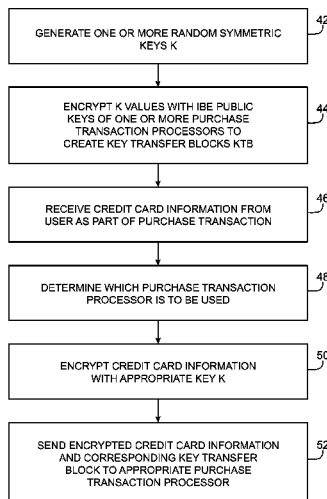 GENERATE ONE OR MORE RANDOM SYMMETRIC
KEYS K
42
ENCRYPT K VALUES WITH IBE PUBLIC
KEYS OF ONE OR MORE PURCHASE
TRANSACTION PROCESSORS TO
CREATE KEY TRANSFER BLOCKS KTB
44
RECEIVE CREDIT CARD INFORMATION FROM
USER AS PART OF PURCHASE TRANSACTION
46
DETERMINE WHICH PURCHASE TRANSACTION
PROCESSOR IS TO BE USED
48
ENCRYPT CREDIT CARD INFORMATION
WITH APPROPRIATE KEY K
50
SEND ENCRYPTED CREDIT CARD INFORMATION
AND CORRESPONDING KEY TRANSFER
BLOCK TO APPROPRIATE PURCHASE
TRANSACTION PROCESSOR
52